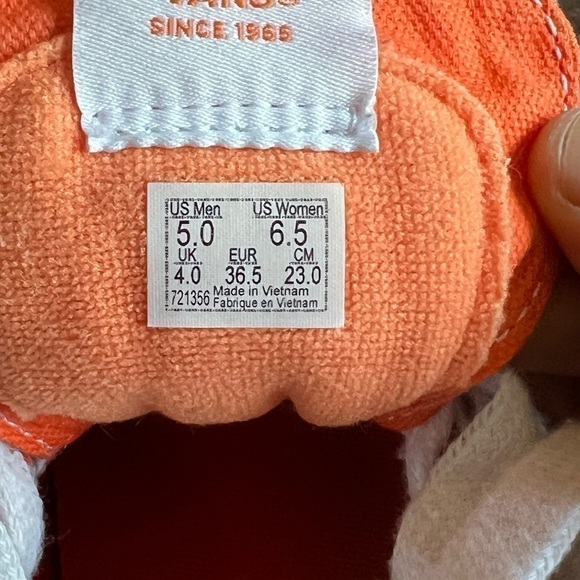 VANS
SINCE 1966
US Men US Women
5.0 6.5
UK EUR CM
4.0 36.5 23.0
721356 Made in Vietnam
Fabrique en Vietnam